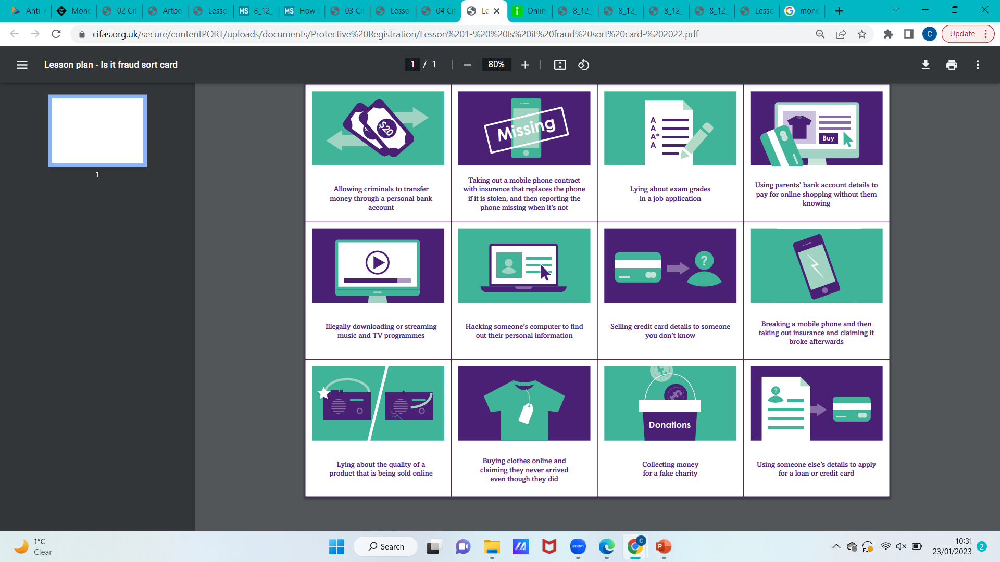 Anti-F
Mone
02 Cif
Artbo
Lesso
MS 8_12_
MS How t
03 Cif
Lesso
04 Cif
Le
Onlin
8_12_
8_12_
8_12_
8_12_
Lesso
mone
cifas.org.uk/secure/contentPORT/uploads/documents/Protective%20Registration/Lesson%201-%20%20Is%20it%20fraud%20sort%20card-%202022.pdf
C
Update
Lesson plan - Is it fraud sort card
1 / 1
80%
1
$20
Allowing criminals to transfer
money through a personal bank
account
Missing
Taking out a mobile phone contract
with insurance that replaces the phone
if it is stolen, and then reporting the
phone missing when it's not
A
A
A*
A
Lying about exam grades
in a job application
Buy
Using parents' bank account details to
pay for online shopping without them
knowing
Illegally downloading or streaming
music and TV programmes
Hacking someone's computer to find
out their personal information
?
Selling credit card details to someone
you don't know
Breaking a mobile phone and then
taking out insurance and claiming it
broke afterwards
Lying about the quality of a
product that is being sold online
Buying clothes online and
claiming they never arrived
even though they did
£
£
Donations
Collecting money
for a fake charity
?
Using someone else's details to apply
for a loan or credit card
1°C
Clear
Search
zoom
C
P
10:31
23/01/2023
2